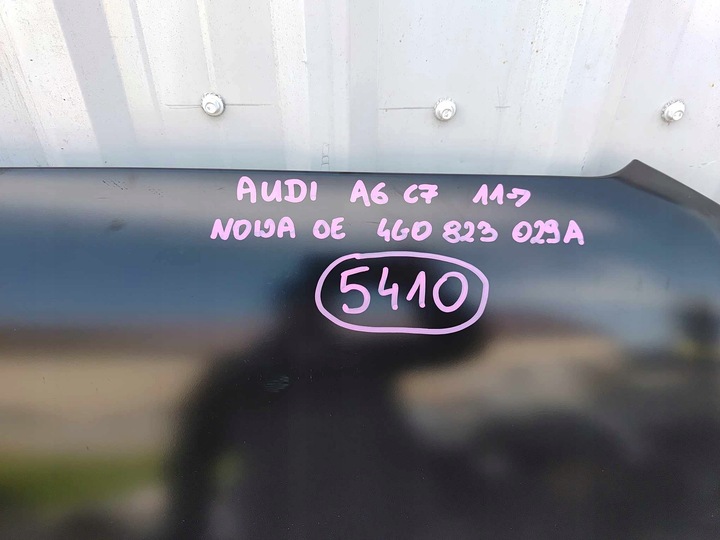 AUDI A6 C7 11->
NOWA OE 4G0 823 029A
5410